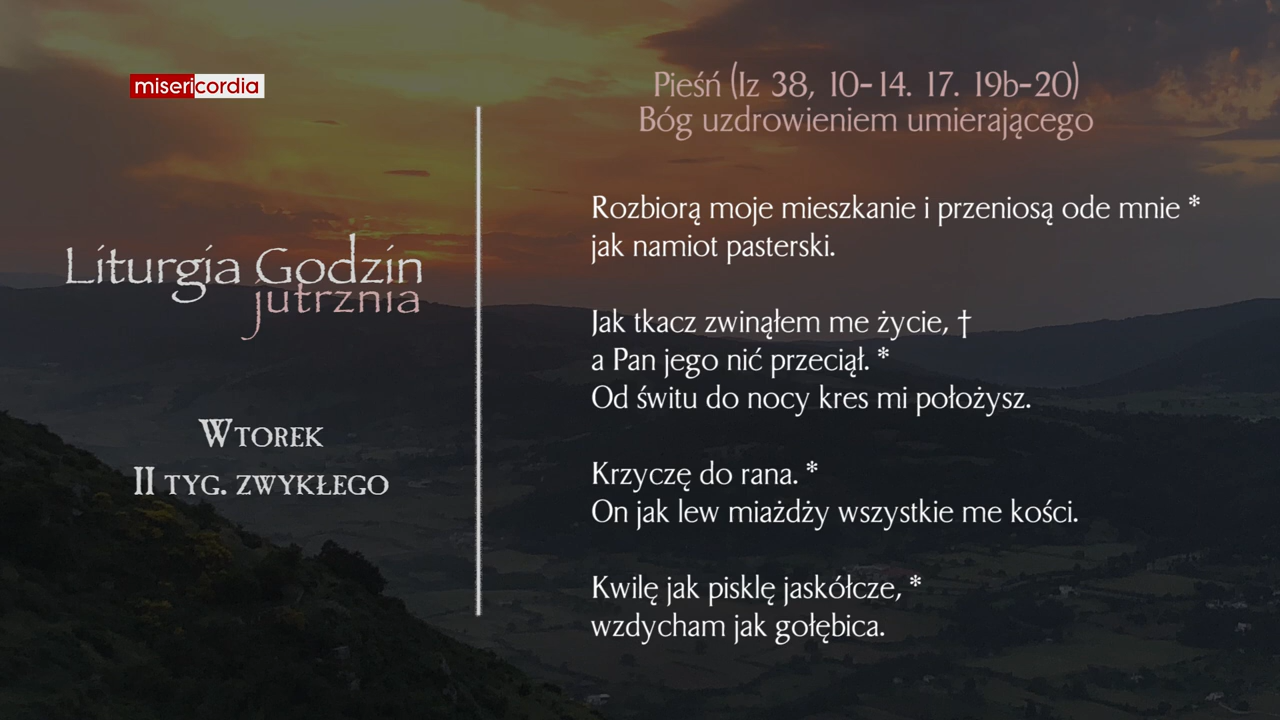 misericordia
Liturgia Godzin
jutrznia
Wtorek
II tyg. zwykłego
Pieśń (Iz 38, 10-14. 17. 19b-20)
Bóg uzdrowieniem umierającego
Rozbiorą moje mieszkanie i przeniosą ode mnie *
jak namiot pasterski.
Jak tkacz zwinąłem me życie, †
a Pan jego nić przeciął. *
Od świtu do nocy kres mi położysz.
Krzyczę do rana. *
On jak lew miażdży wszystkie me kości.
Kwilę jak pisklę jaskółcze, *
wzdycham jak gołębica.